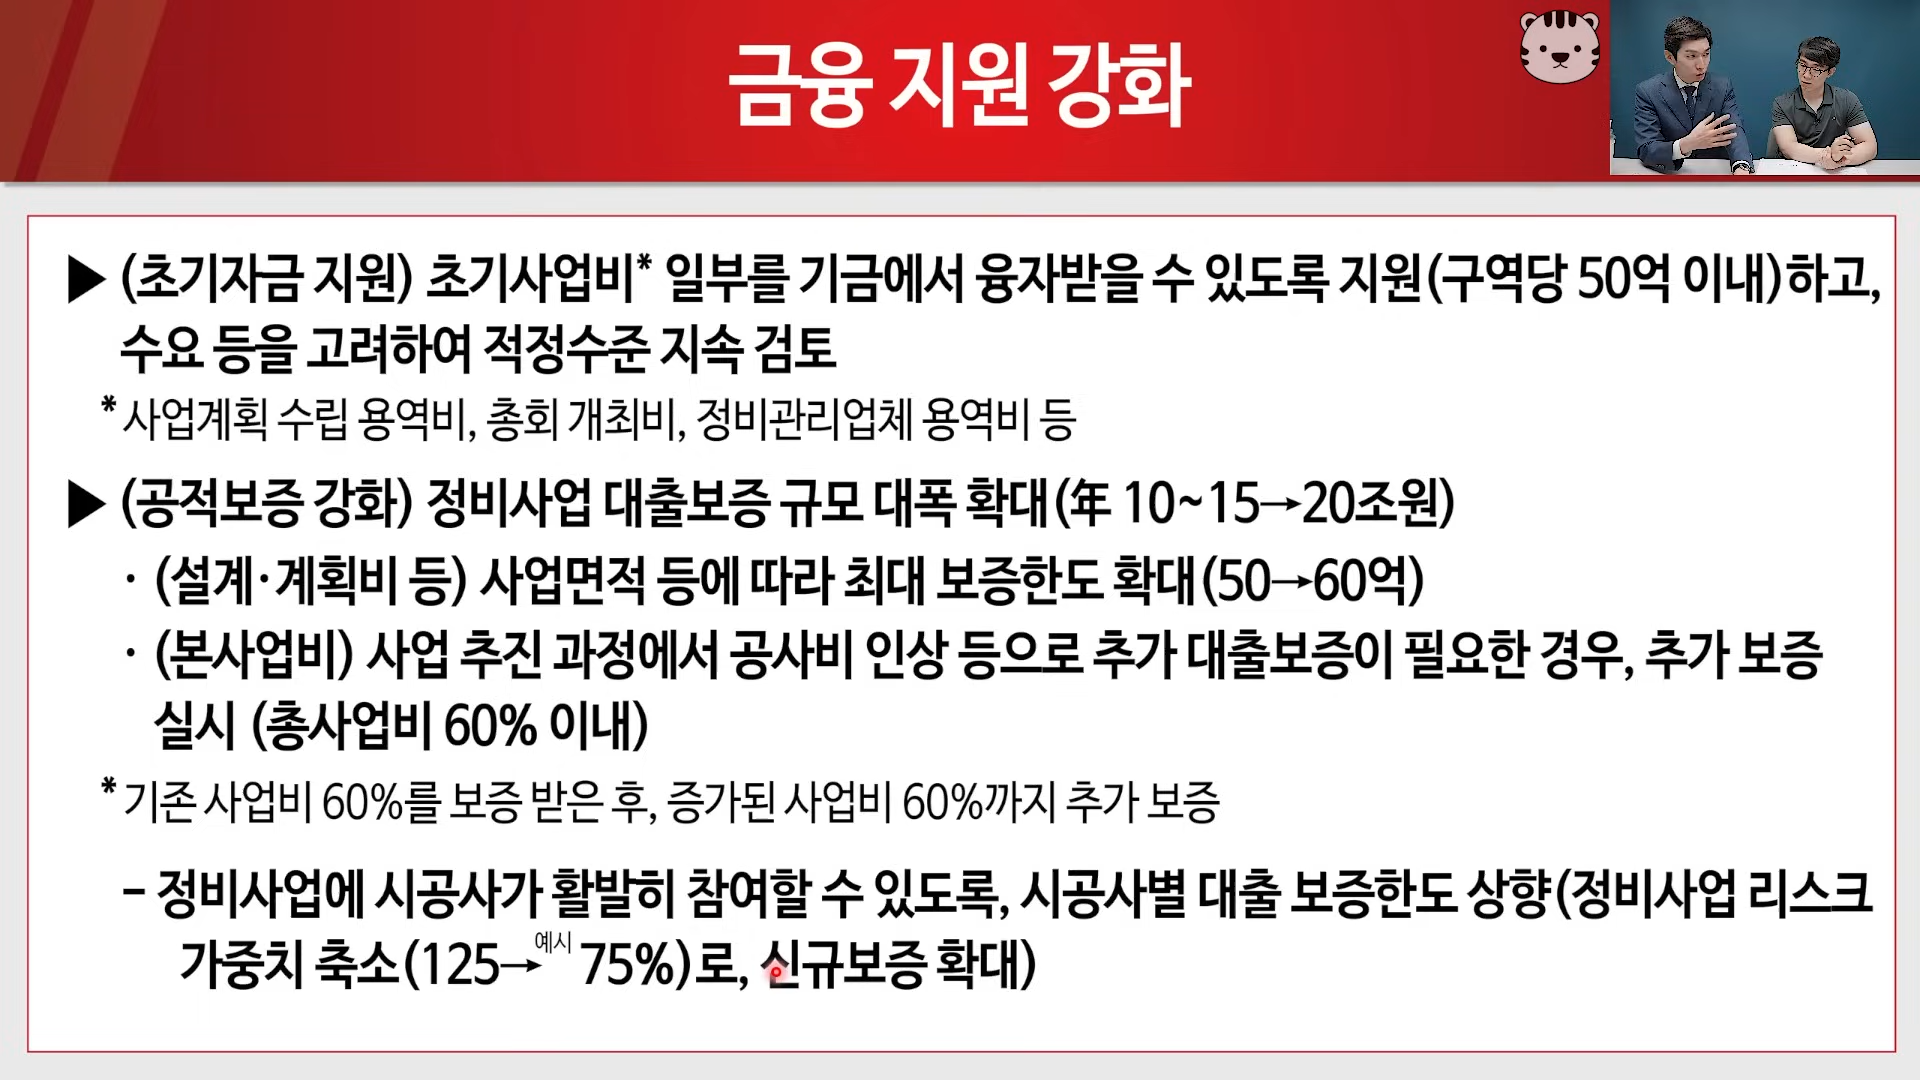 금융 지원 강화
▶ (초기자금 지원) 초기사업비* 일부를 기금에서 융자받을 수 있도록 지원(구역당 50억 이내)하고,
수요 등을 고려하여 적정수준 지속 검토
* 사업계획 수립 용역비, 총회 개최비, 정비관리업체 용역비 등
▶ (공적보증 강화) 정비사업 대출보증 규모 대폭 확대(年 10~15→20조원)
· (설계·계획비 등) 사업면적 등에 따라 최대 보증한도 확대(50→60억)
· (본사업비) 사업 추진 과정에서 공사비 인상 등으로 추가 대출보증이 필요한 경우, 추가 보증
실시 (총사업비 60% 이내)
* 기존 사업비 60%를 보증 받은 후, 증가된 사업비 60%까지 추가 보증
– 정비사업에 시공사가 활발히 참여할 수 있도록, 시공사별 대출 보증한도 상향(정비사업 리스크
가중치 축소(125→예시 75%)로, 신규보증 확대)